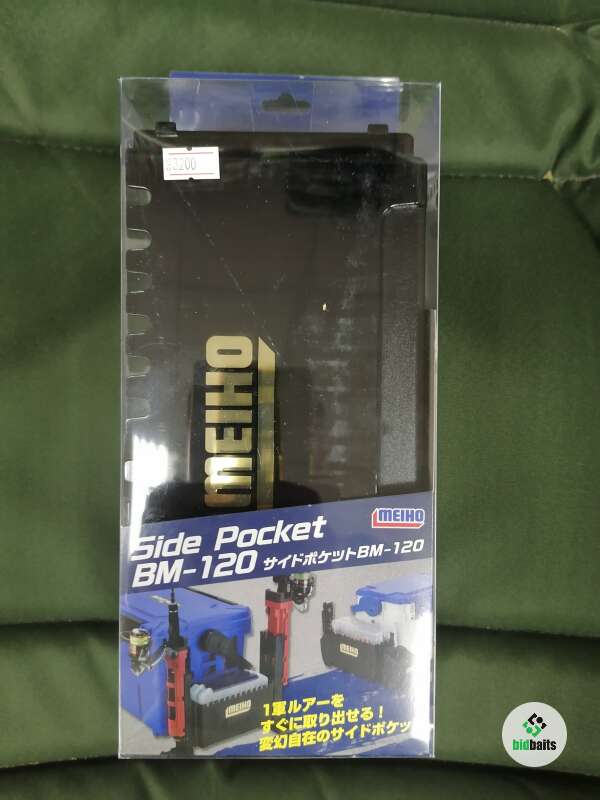 3200
MEIHO
MEIHO
Side Pocket
BM-120 サイドポケットBM-120
MEIHO
MEIHO
1軍ルアーを
すぐに取り出せる！
変幻自在のサイドポケッ
bidbaits